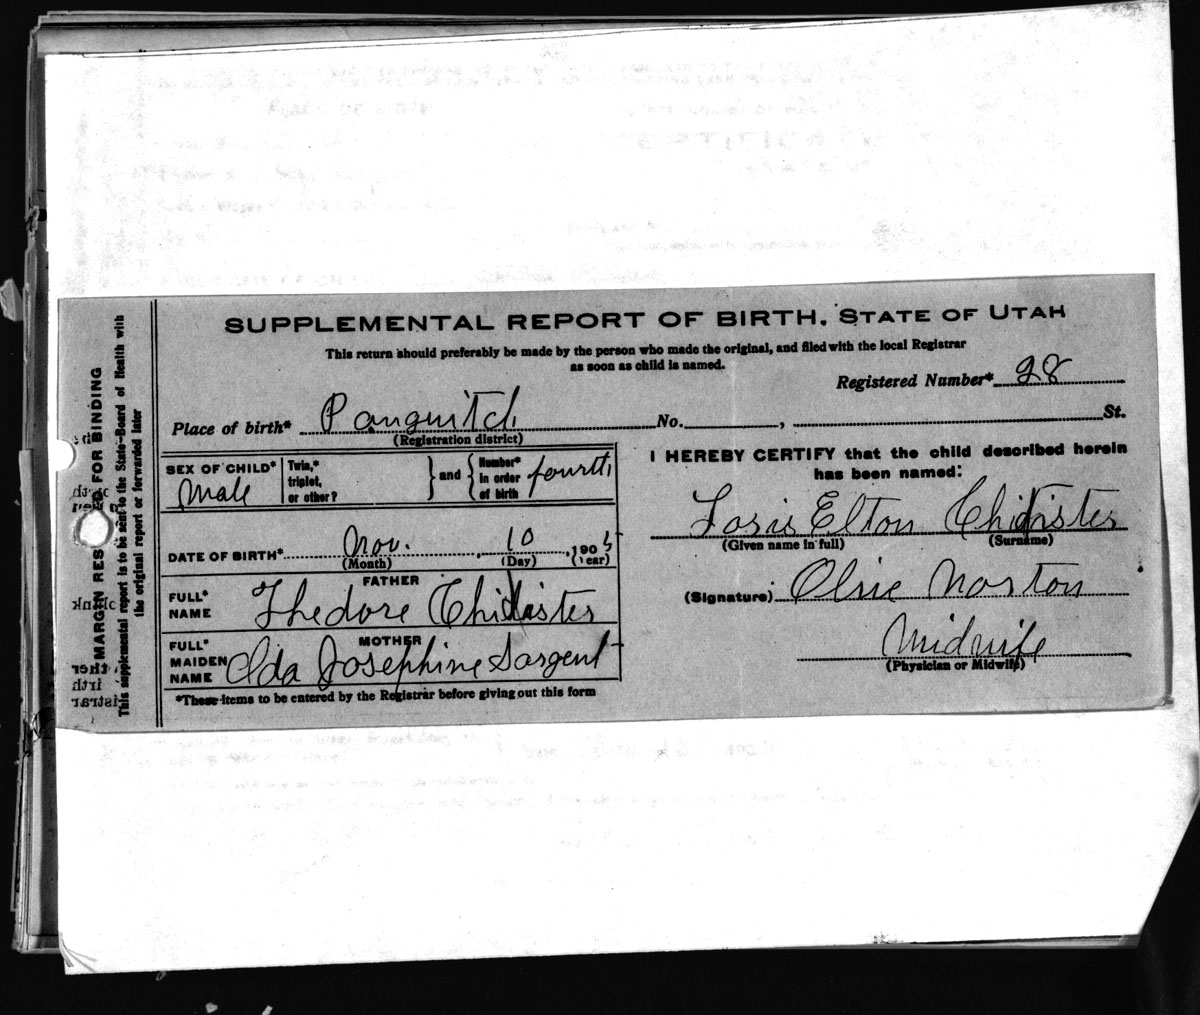 SUPPLEMENTAL REPORT OF BIRTH. STATE OF UTAH
This return should preferably be made by the person who made the original, and filed with the local Registrar
as soon as child is named.
Registered Number* 28
Place of birth* Panguitch No. , St.
(Registration district)
SEX OF CHILD* Male
Twin,*
triplet,
or other?
} and {
Number*
in order
of birth
fourth
DATE OF BIRTH* Nov. , 10 , 190
(Month) (Day) (Year)
FATHER
FULL*
NAME
Thedore Chidister
MOTHER
FULL*
MAIDEN
NAME
Ida Josephine Sargent
*These items to be entered by the Registrar before giving out this form
I HEREBY CERTIFY that the child described herein
has been named:
Elton Chidister
(Given name in full) (Surname)
(Signature) Norton
Midwife
(Physician or Midwife)
MARGIN RES ED FOR BINDING
This supplemental report is to be sent to the State Board of Health with
the original report or forwarded later